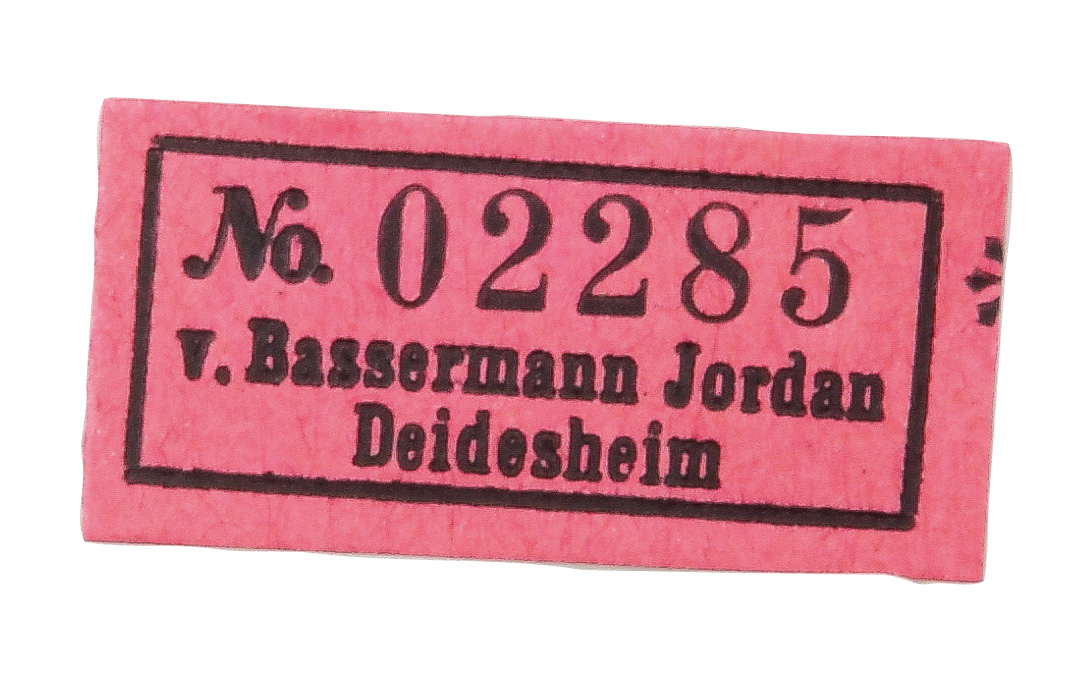 No. 02285
v. Bassermann Jordan
Deidesheim